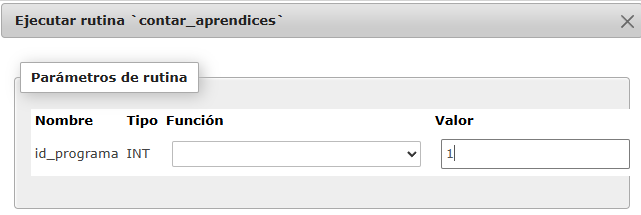 Ejecutar rutina `contar_aprendices`
Parámetros de rutina
Nombre Tipo Función Valor
id_programa INT 1